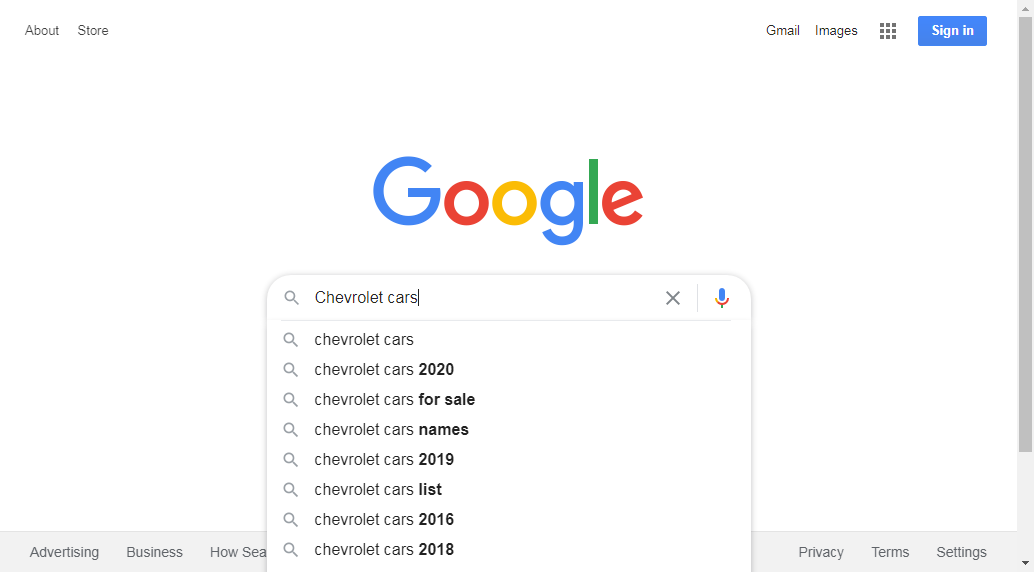 About Store Gmail Images Sign in
Google
Chevrolet cars
chevrolet cars
chevrolet cars 2020
chevrolet cars for sale
chevrolet cars names
chevrolet cars 2019
chevrolet cars list
chevrolet cars 2016
chevrolet cars 2018
Advertising Business How Sea Privacy Terms Settings